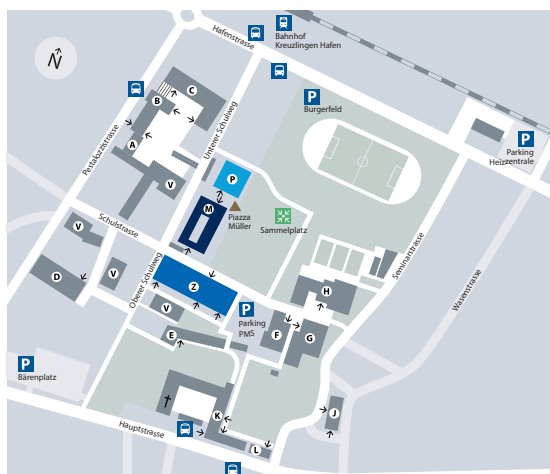 Hafenstrasse
Bahnhof
Kreuzlingen Hafen
N
P
Burgerfeld
P
Parking
Heizzentrale
Pestalozzistrasse
Unterer Schulweg
C
B
A
V
P
M
Piazza
Müller
Sammelplatz
Schulstrasse
V
V
D
Oberer Schulweg
Z
V
E
P
Parking
PMS
F
G
H
Seminarstrasse
Wasenstrasse
P
Bärenplatz
Hauptstrasse
K
L
J